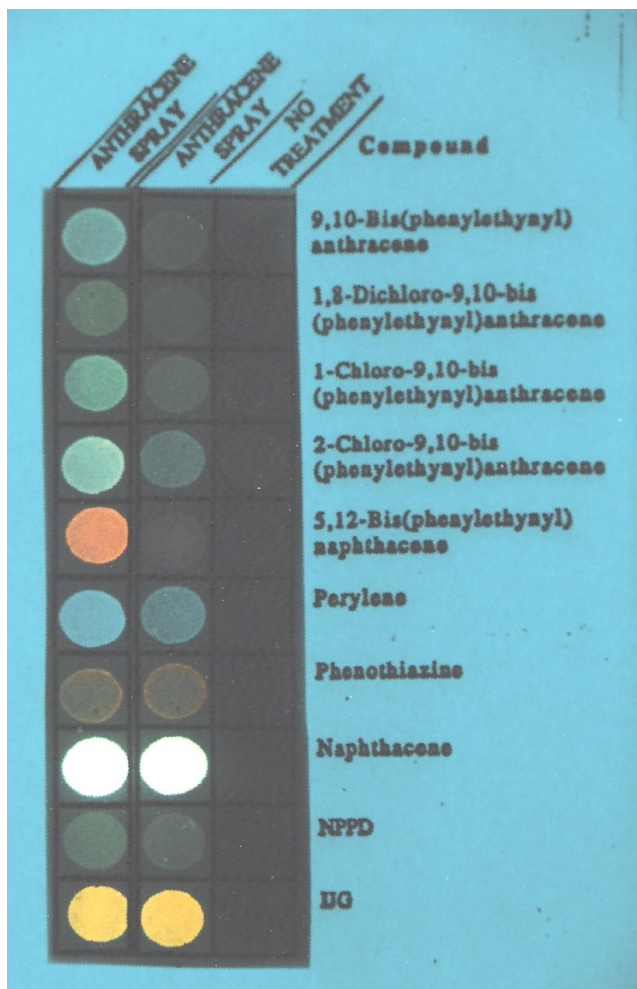 ANTHRACENE
SPRAY
ANTHRACENE
SPRAY
NO
TREATMENT
Compound
9,10-Bis(phenylethynyl)
anthracene
1,8-Dichloro-9,10-bis
(phenylethynyl)anthracene
1-Chloro-9,10-bis
(phenylethynyl)anthracene
2-Chloro-9,10-bis
(phenylethynyl)anthracene
5,12-Bis(phenylethynyl)
naphthacene
Perylene
Phenothiazine
Naphthacene
NPPD
IJG